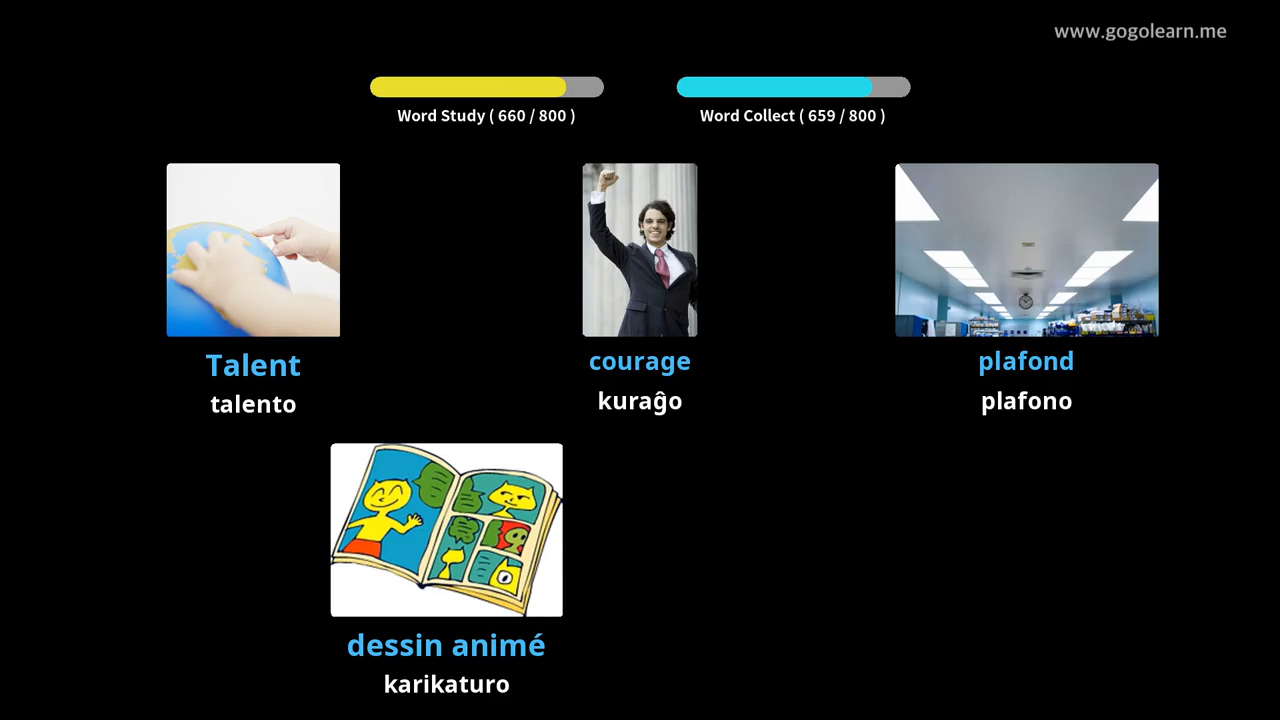 www.gogolearn.me
Word Study ( 660 / 800 )
Word Collect ( 659 / 800 )
Talent
talento
courage
kuraĝo
plafond
plafono
dessin animé
karikaturo